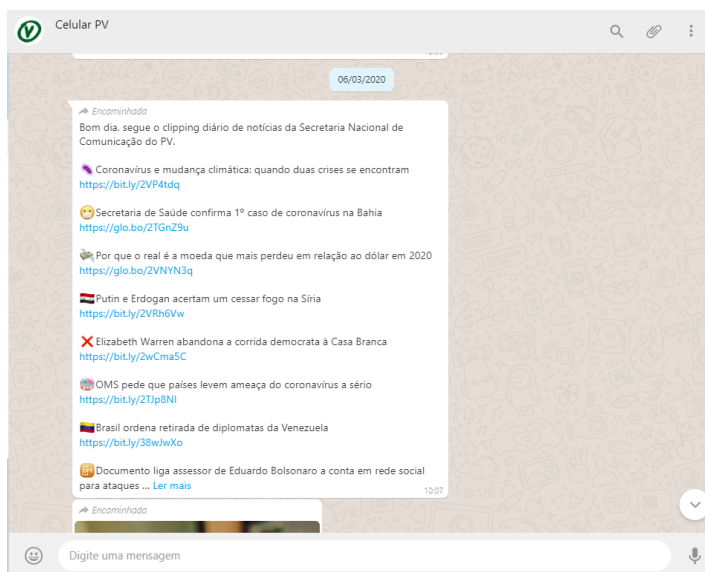 Celular PV
06/03/2020
Encaminhada
Bom dia, segue o clipping diário de notícias da Secretaria Nacional de
Comunicação do PV.
Coronavírus e mudança climática: quando duas crises se encontram
https://bit.ly/2VP4tdq
Secretaria de Saúde confirma 1º caso de coronavírus na Bahia
https://glo.bo/2TGnZ9u
Por que o real é a moeda que mais perdeu em relação ao dólar em 2020
https://glo.bo/2VNYN3q
Putin e Erdogan acertam um cessar fogo na Síria
https://bit.ly/2VRh6Vw
Elizabeth Warren abandona a corrida democrata à Casa Branca
https://bit.ly/2wCma5C
OMS pede que países levem ameaça do coronavírus a sério
https://bit.ly/2TJp8NI
Brasil ordena retirada de diplomatas da Venezuela
https://bit.ly/38wJwXo
Documento liga assessor de Eduardo Bolsonaro a conta em rede social
para ataques ... Ler mais
10:07
Encaminhada
Digite uma mensagem